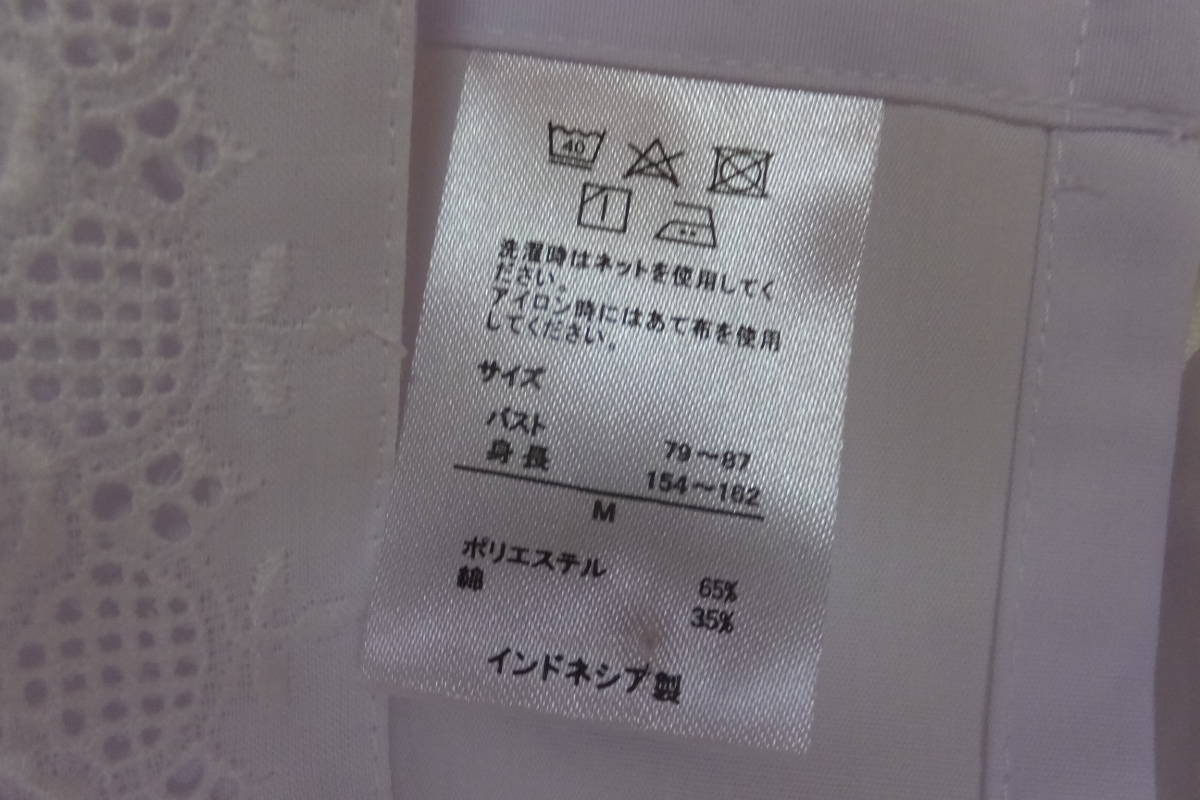 40
洗濯時はネットを使用してく
ださい。
アイロン時にはあて布を使用
してください。
サイズ
バスト 79～87
身長 154～162
M
ポリエステル 65%
綿 35%
インドネシア製